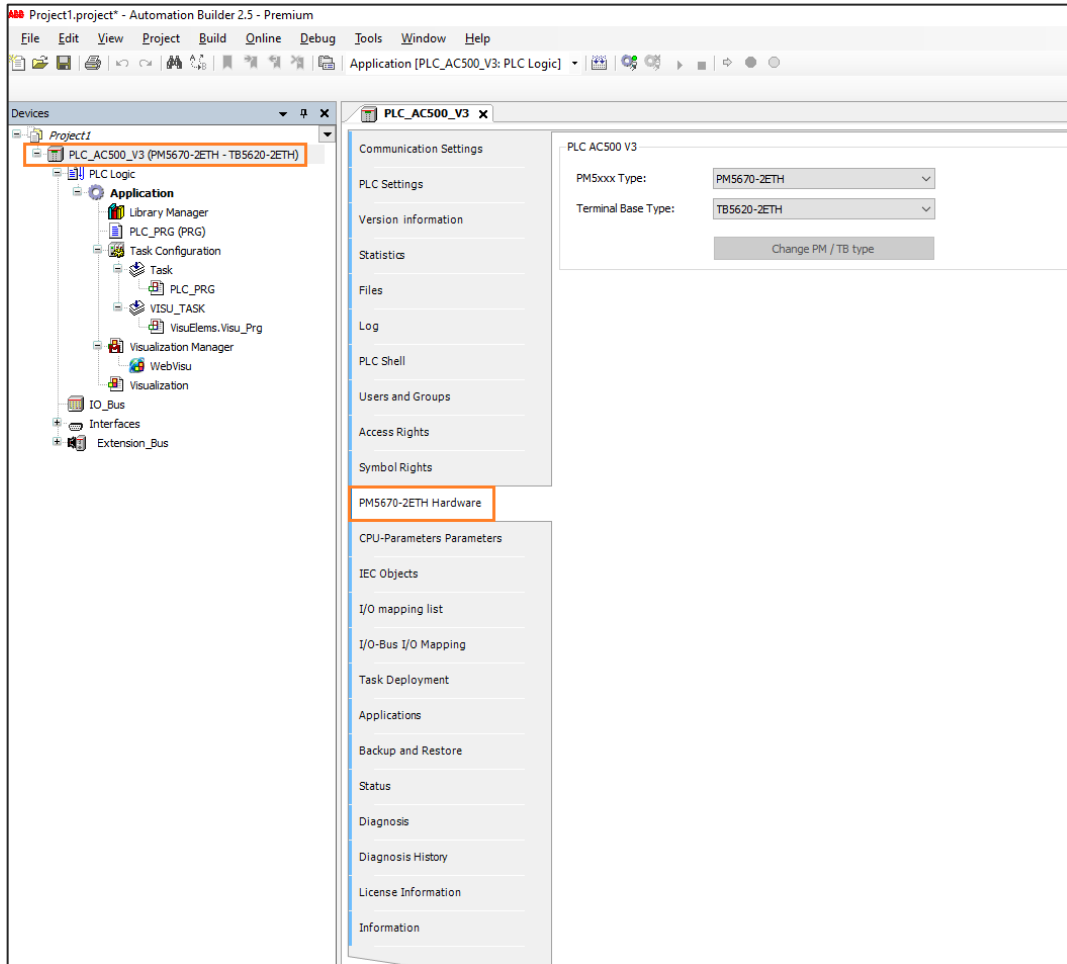 ABB Project1.project* - Automation Builder 2.5 - Premium
File Edit View Project Build Online Debug Tools Window Help
Application [PLC_AC500_V3: PLC Logic]
Devices
Project1
PLC_AC500_V3 (PM5670-2ETH - TB5620-2ETH)
PLC Logic
Application
Library Manager
PLC_PRG (PRG)
Task Configuration
Task
PLC_PRG
VISU_TASK
VisuElems.Visu_Prg
Visualization Manager
WebVisu
Visualization
IO_Bus
Interfaces
Extension_Bus
PLC_AC500_V3
Communication Settings
PLC Settings
Version information
Statistics
Files
Log
PLC Shell
Users and Groups
Access Rights
Symbol Rights
PM5670-2ETH Hardware
CPU-Parameters Parameters
IEC Objects
I/O mapping list
I/O-Bus I/O Mapping
Task Deployment
Applications
Backup and Restore
Status
Diagnosis
Diagnosis History
License Information
Information
PLC AC500 V3
PM5xxx Type: PM5670-2ETH
Terminal Base Type: TB5620-2ETH
Change PM / TB type